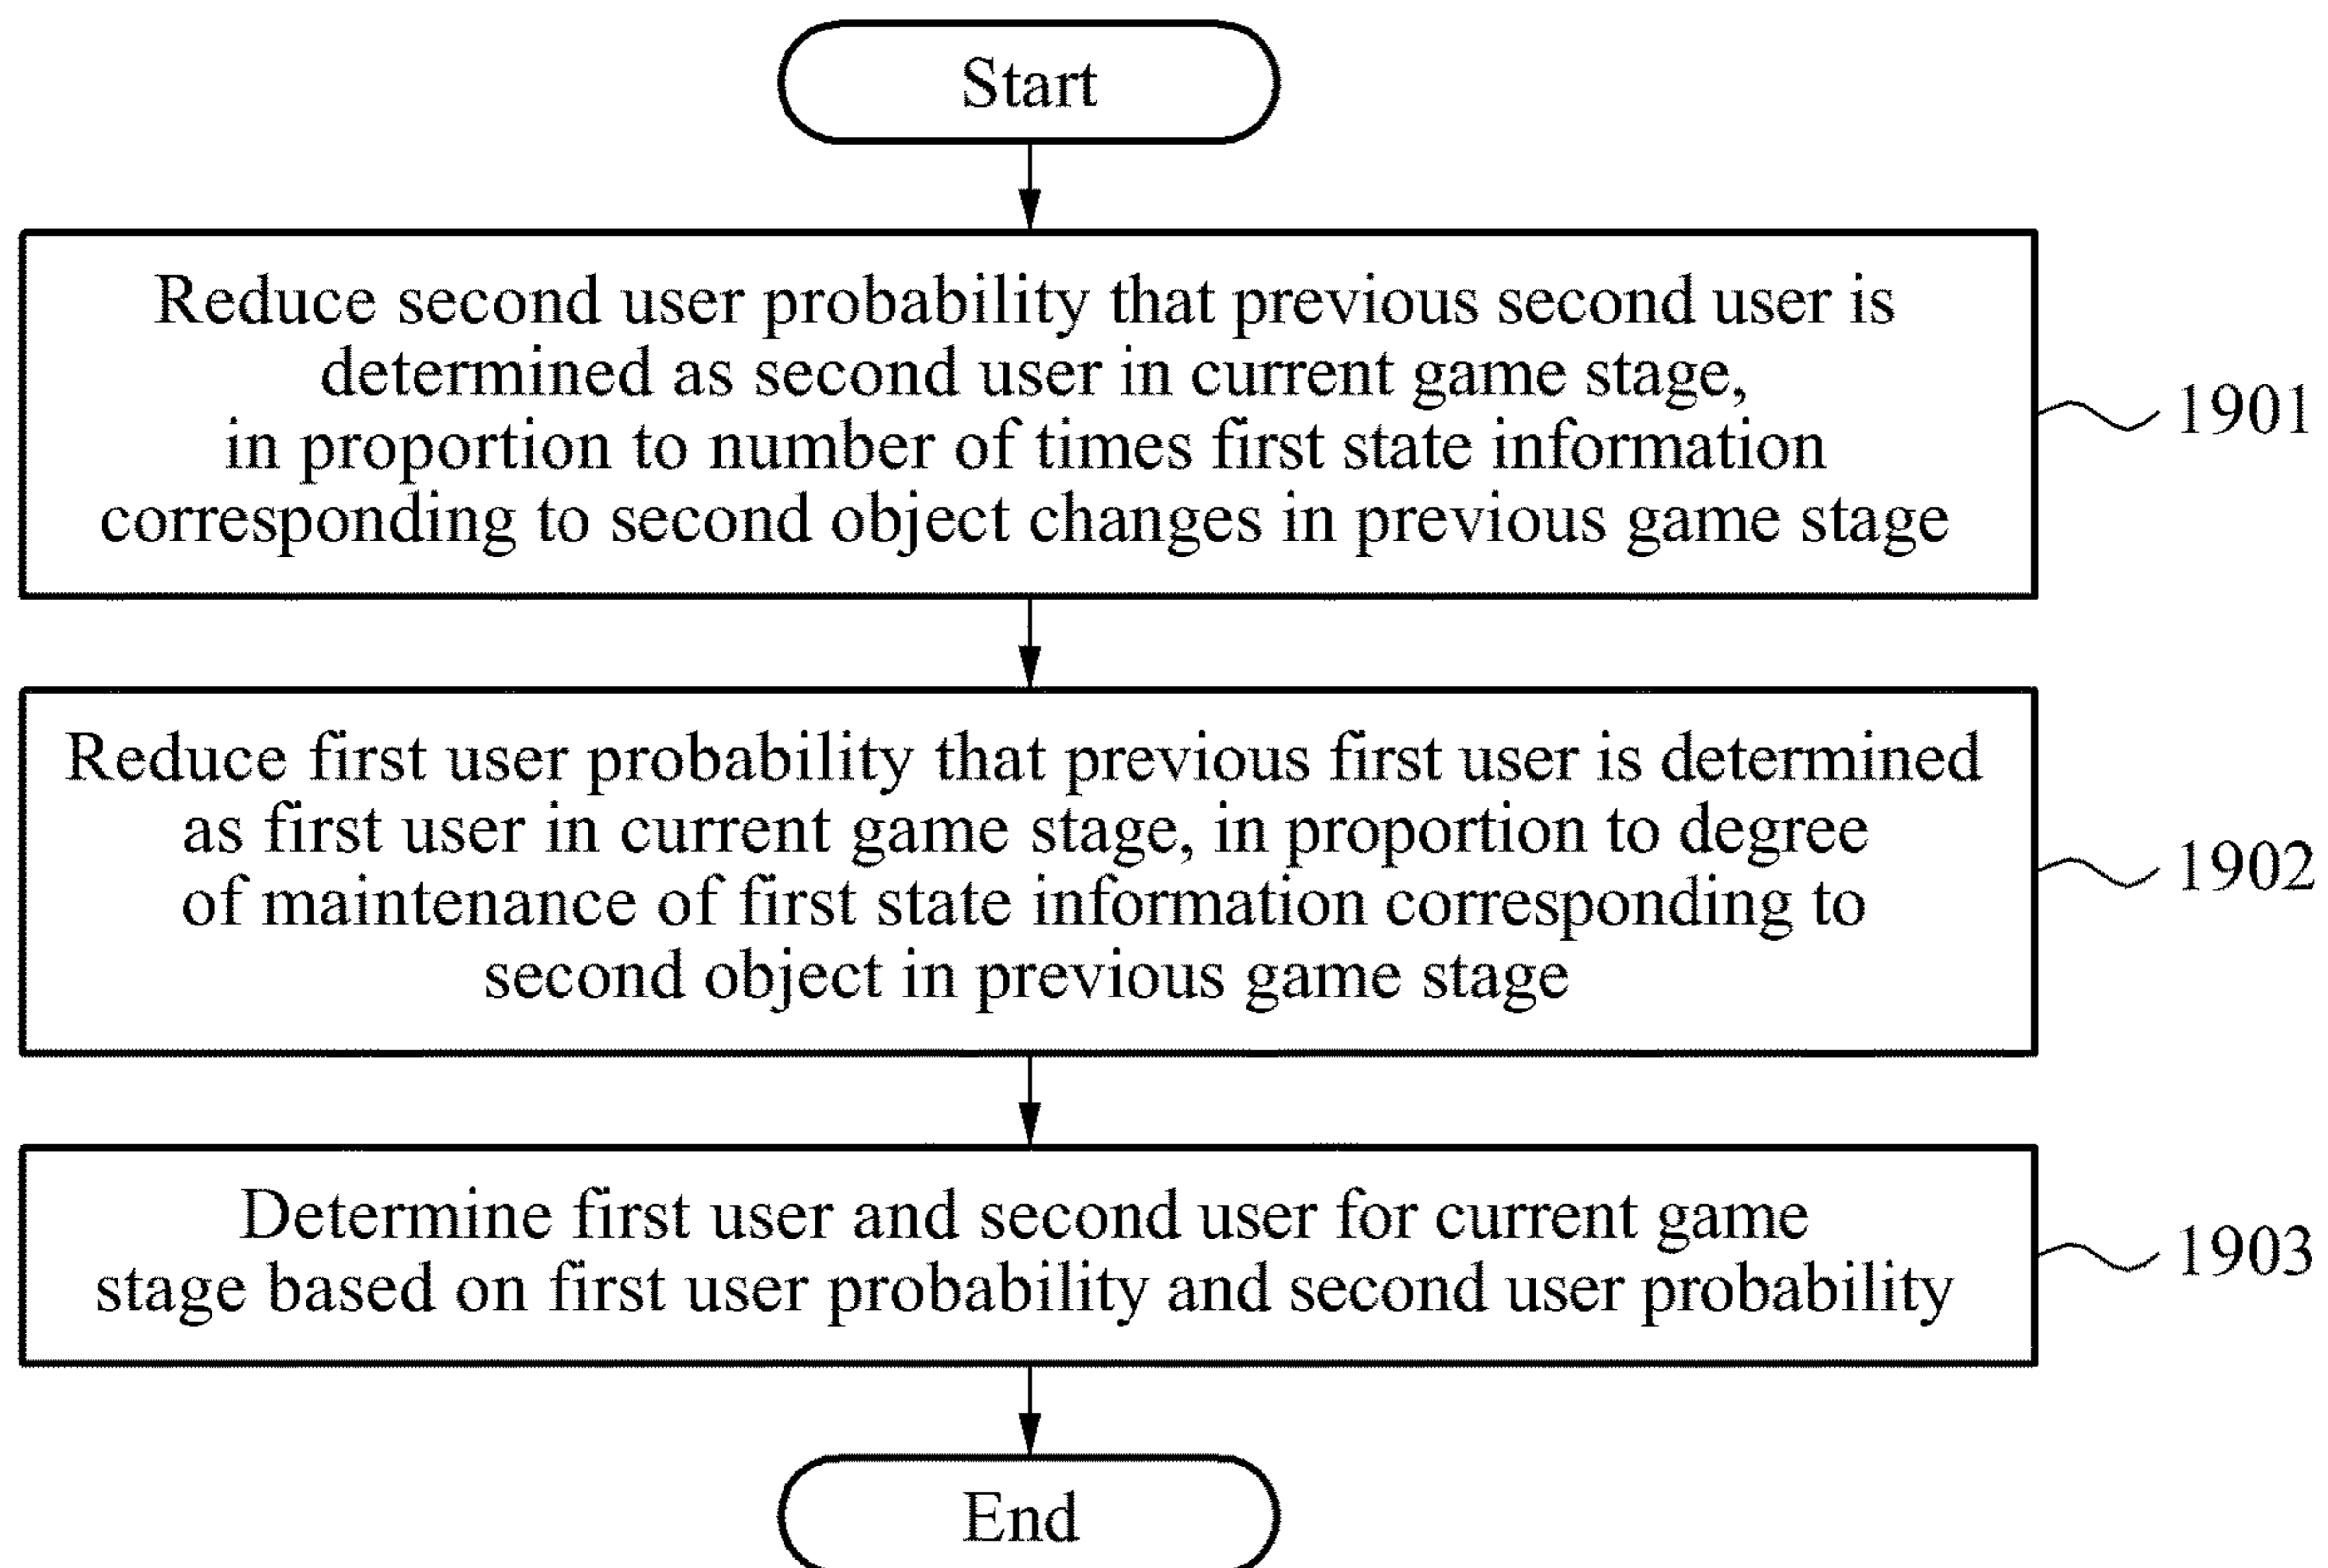 Start
Reduce second user probability that previous second user is
determined as second user in current game stage,
in proportion to number of times first state information
corresponding to second object changes in previous game stage
1901
Reduce first user probability that previous first user is determined
as first user in current game stage, in proportion to degree
of maintenance of first state information corresponding to
second object in previous game stage
1902
Determine first user and second user for current game
stage based on first user probability and second user probability
1903
End